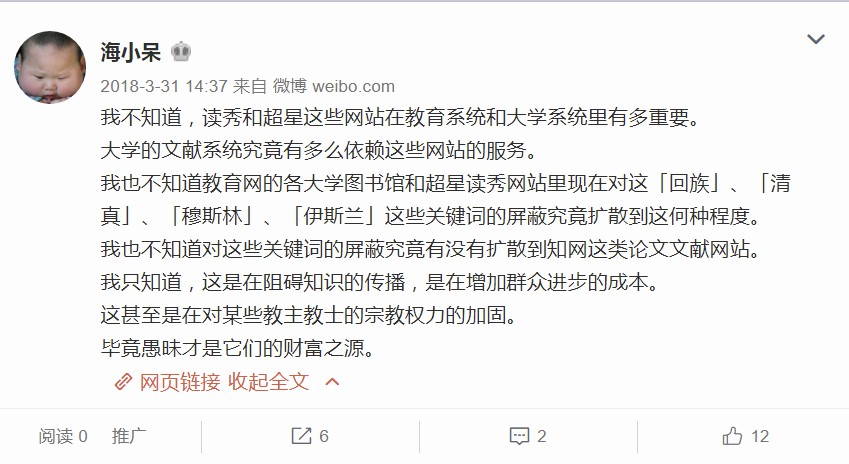 海小呆
2018-3-31 14:37 来自 微博 weibo.com
我不知道，读秀和超星这些网站在教育系统和大学系统里有多重要。
大学的文献系统究竟有多么依赖这些网站的服务。
我也不知道教育网的各大学图书馆和超星读秀网站里现在对这「回族」、「清
真」、「穆斯林」、「伊斯兰」这些关键词的屏蔽究竟扩散到这何种程度。
我也不知道对这些关键词的屏蔽究竟有没有扩散到知网这类论文文献网站。
我只知道，这是在阻碍知识的传播，是在增加群众进步的成本。
这甚至是在对某些教主教士的宗教权力的加固。
毕竟愚昧才是它们的财富之源。
网页链接 收起全文
阅读 0 推广 6 2 12